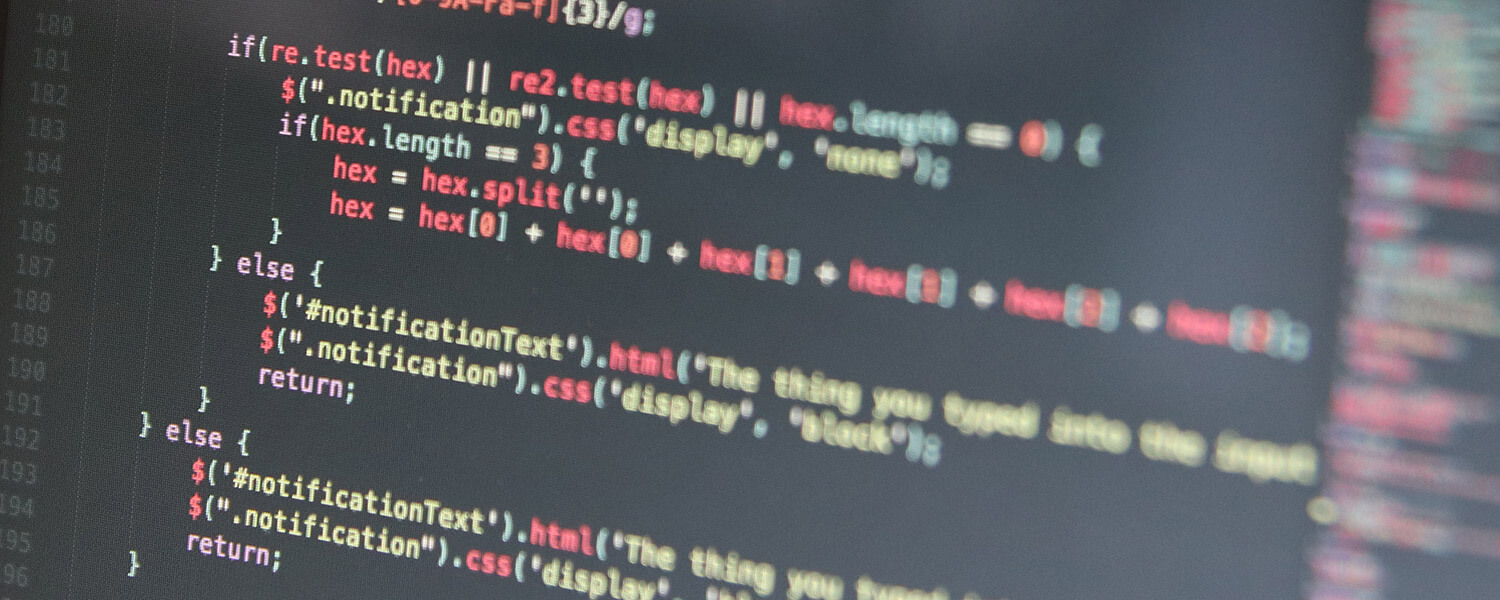 180 {3}/g;
181 if(re.test(hex) || re2.test(hex) || hex.length == 0) {
182 $(".notification").css('display', 'none');
183 if(hex.length == 3) {
184 hex = hex.split('');
185 hex = hex[0] + hex[0] + hex[1] + hex[1] + hex[2] + hex[2];
186 }
187 } else {
188 $('#notificationText').html('The thing you typed into the input
189 $(".notification").css('display', 'block');
190 return;
191 }
192 } else {
193 $('#notificationText').html('The thing you typed
194 $(".notification").css('display',
195 return;
196 }